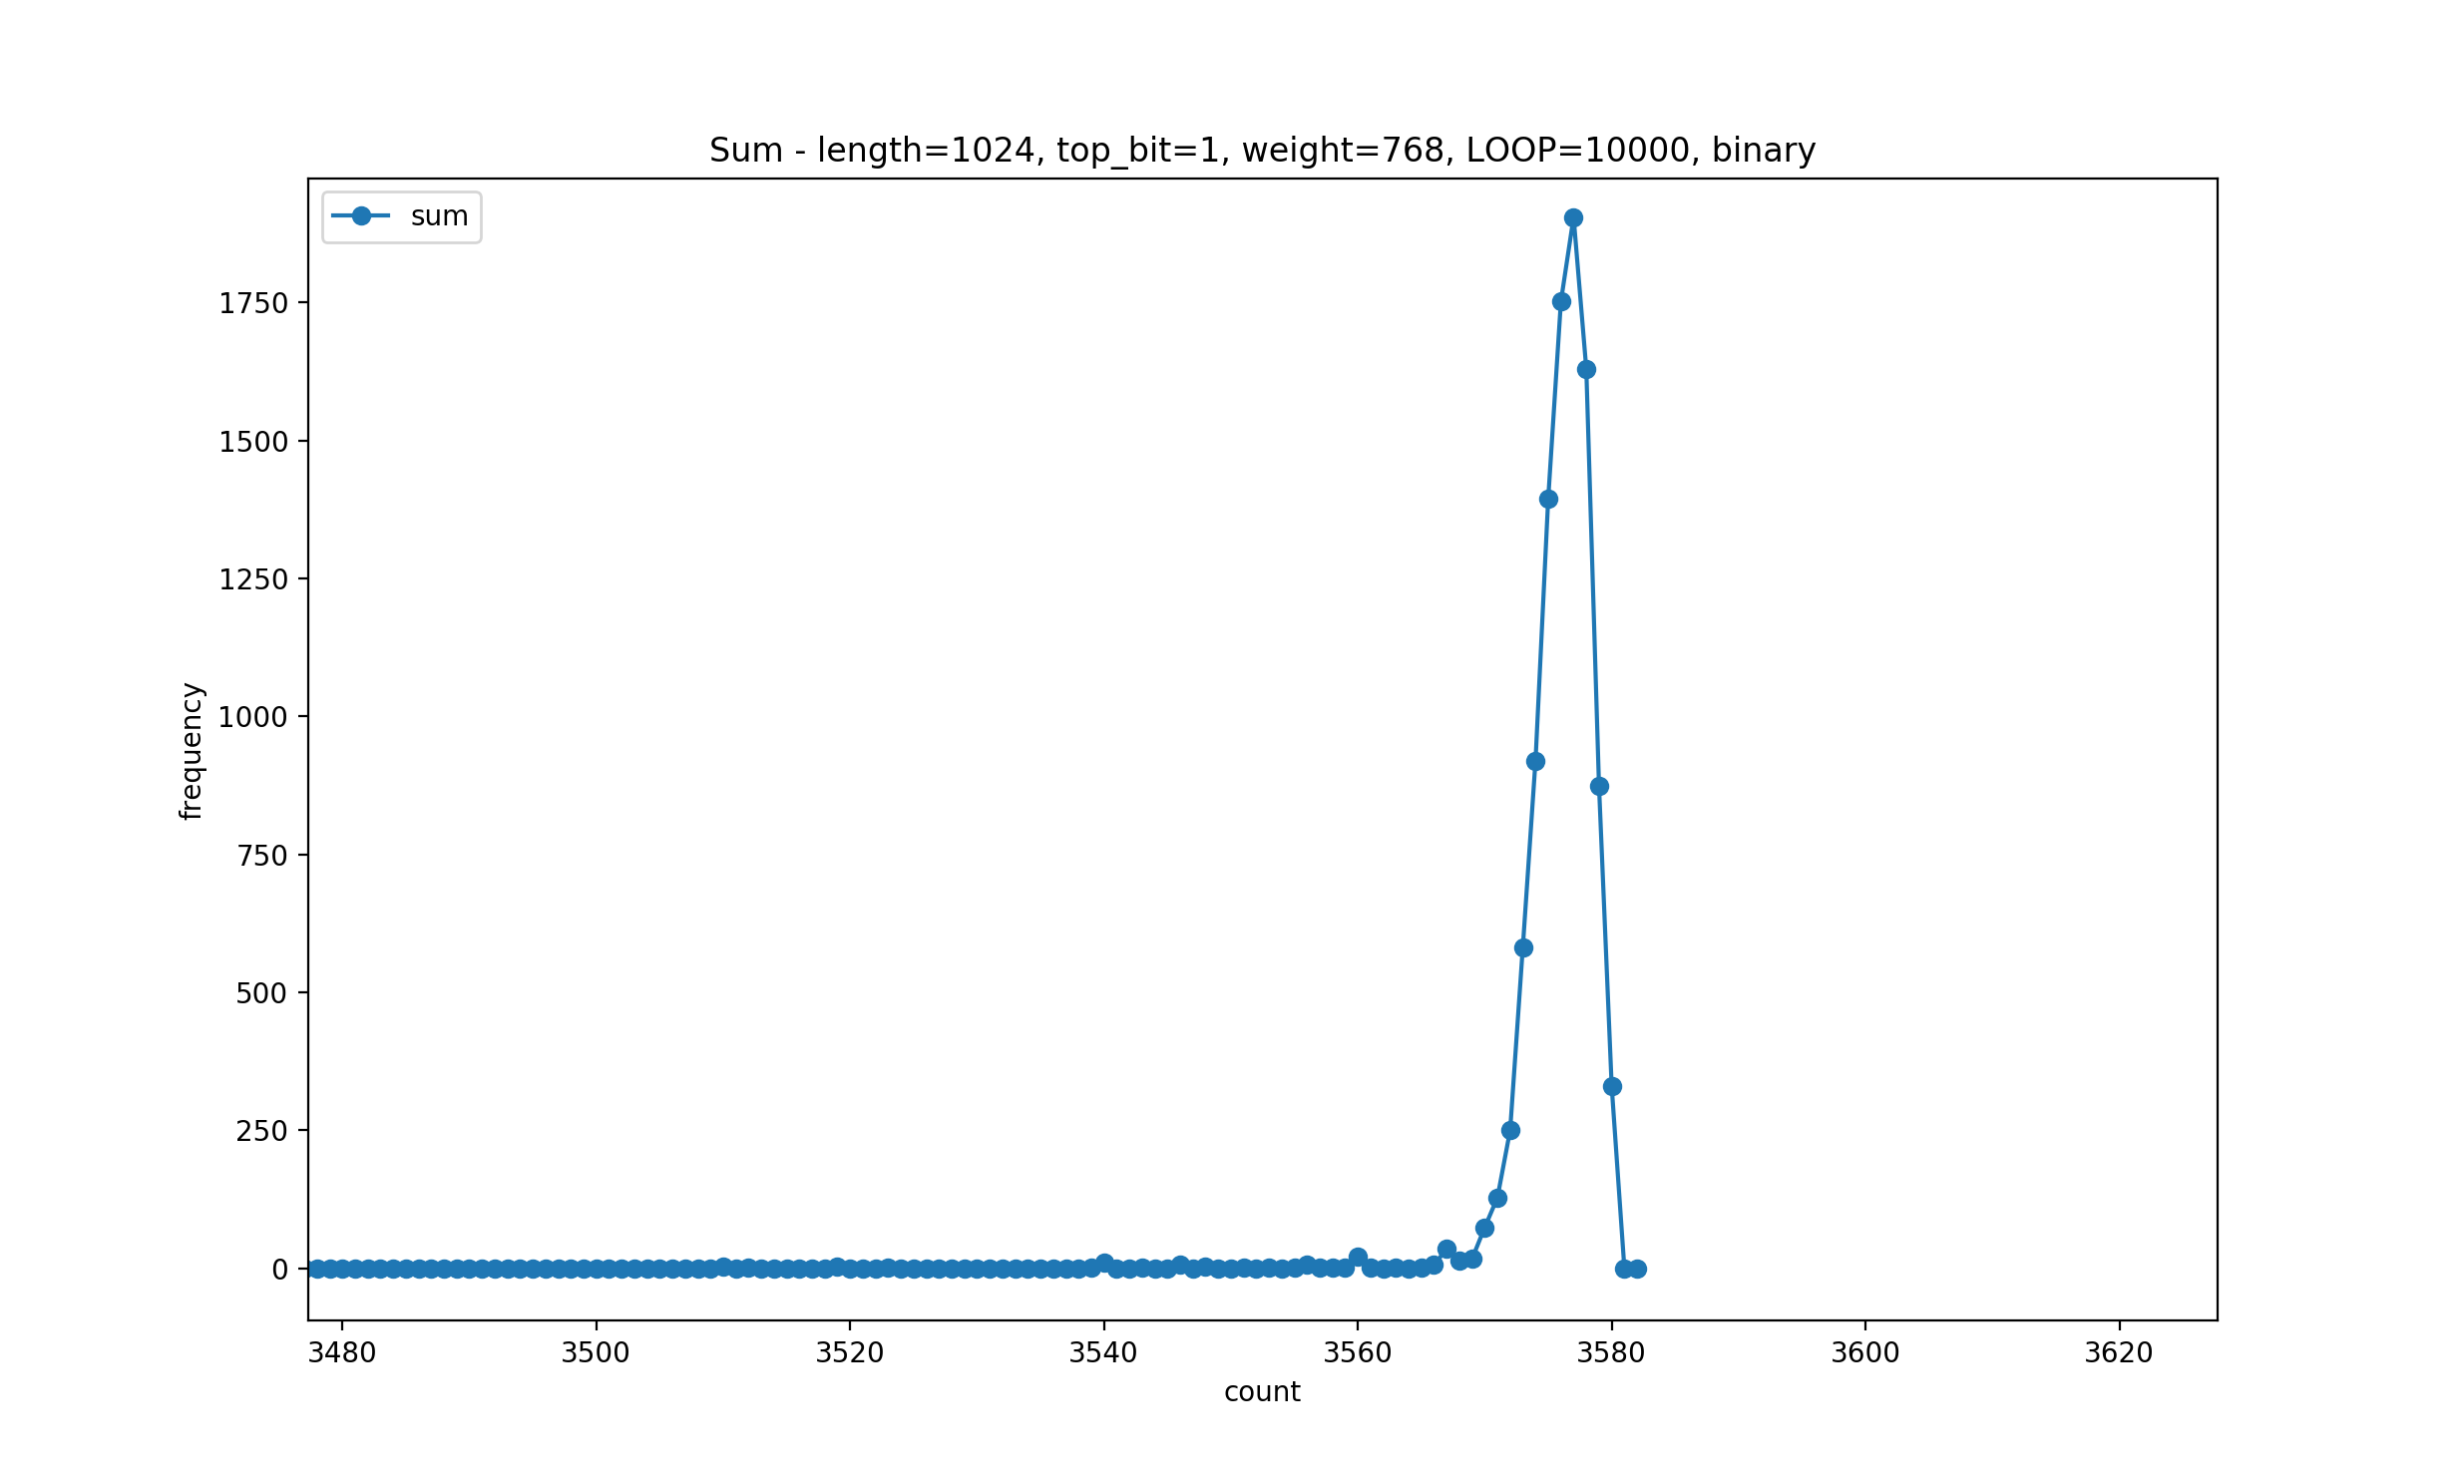 Sum - length=1024, top_bit=1, weight=768, LOOP=10000, binary
sum
1750
1500
1250
1000
750
500
250
0
frequency
3480 3500 3520 3540 3560 3580 3600 3620
count